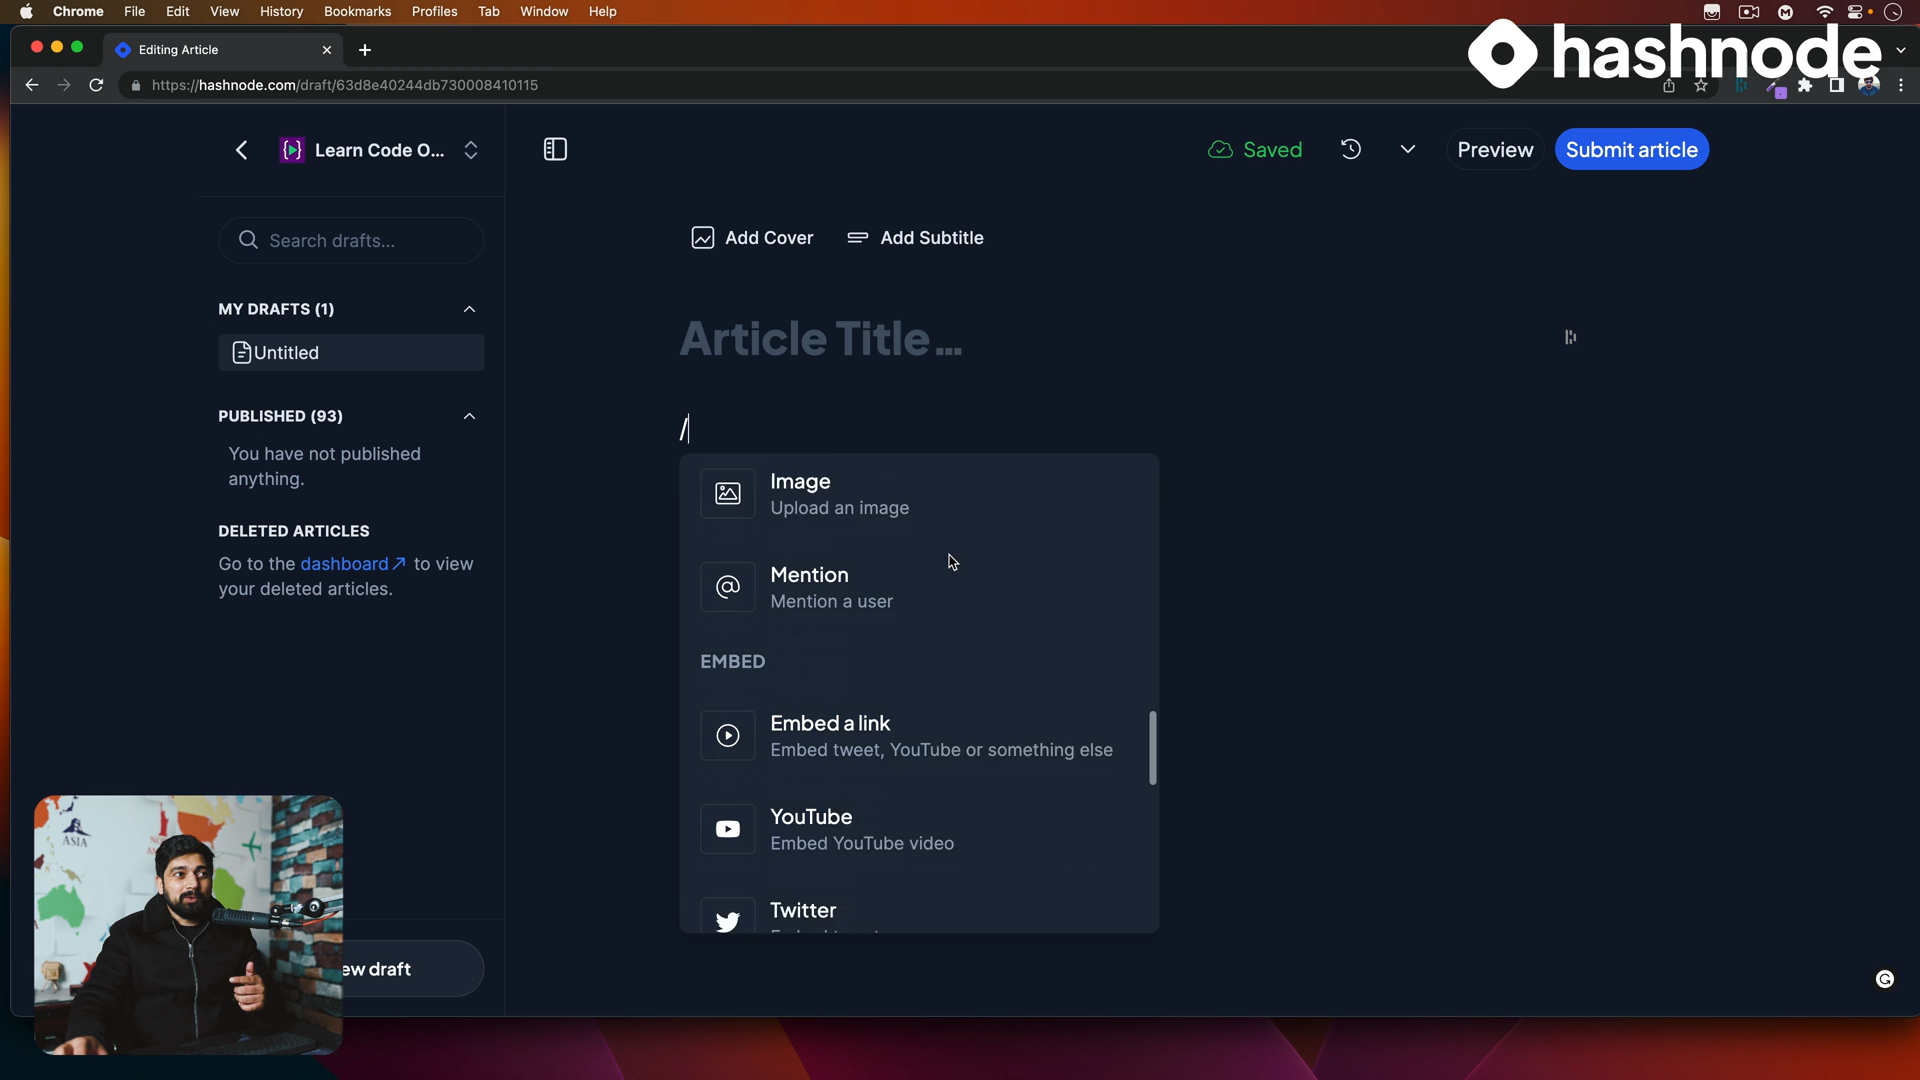 Chrome File Edit View History Bookmarks Profiles Tab Window Help
hashnode
Editing Article
https://hashnode.com/draft/63d8e40244db730008410115
Learn Code O...
Saved
Preview
Submit article
Search drafts...
Add Cover
Add Subtitle
MY DRAFTS (1)
Untitled
Article Title...
PUBLISHED (93)
You have not published
anything.
/
DELETED ARTICLES
Go to the dashboard to view
your deleted articles.
Image
Upload an image
Mention
Mention a user
EMBED
Embed a link
Embed tweet, YouTube or something else
YouTube
Embed YouTube video
Twitter
ASIA
ew draft